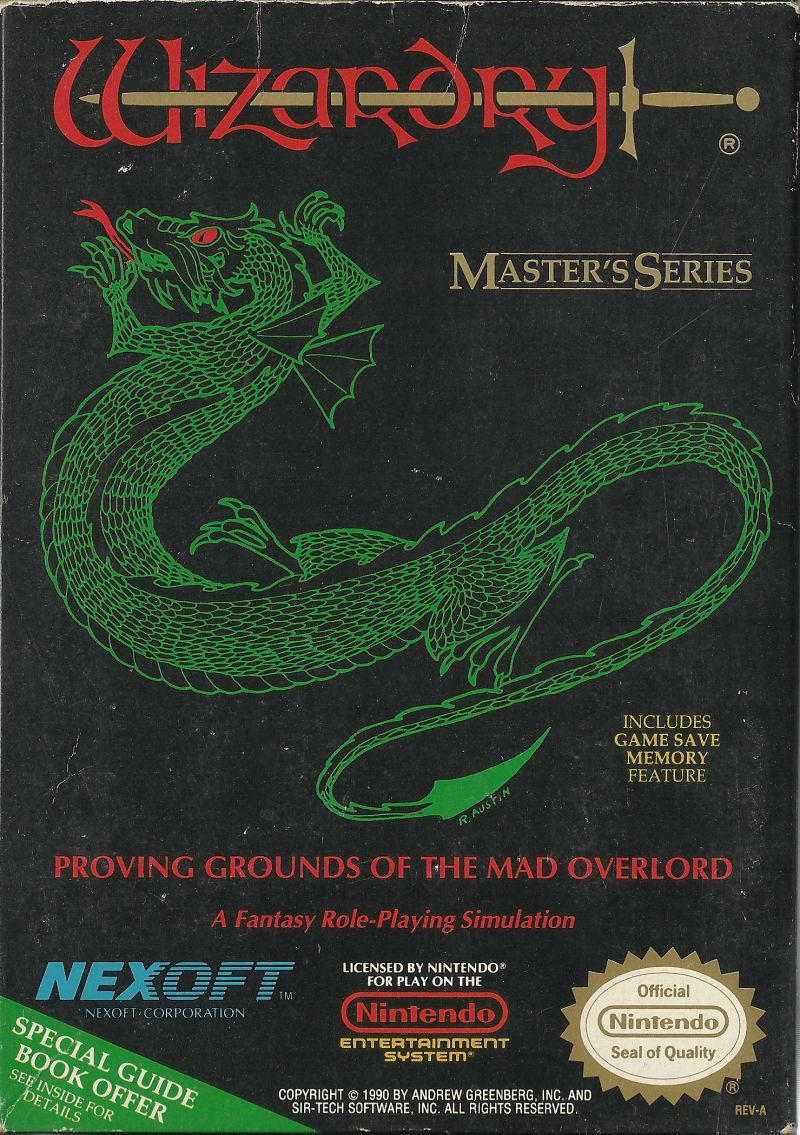 Wizardry®
MASTER'S SERIES
INCLUDES
GAME SAVE
MEMORY
FEATURE
R. AUSTIN
PROVING GROUNDS OF THE MAD OVERLORD
A Fantasy Role-Playing Simulation
NEXOFT™
NEXOFT CORPORATION
LICENSED BY NINTENDO®
FOR PLAY ON THE
Nintendo
ENTERTAINMENT
SYSTEM®
Official
Nintendo
Seal of Quality
®
SPECIAL GUIDE
BOOK OFFER
SEE INSIDE FOR
DETAILS
COPYRIGHT © 1990 BY ANDREW GREENBERG, INC. AND
SIR-TECH SOFTWARE, INC. ALL RIGHTS RESERVED.
REV-A